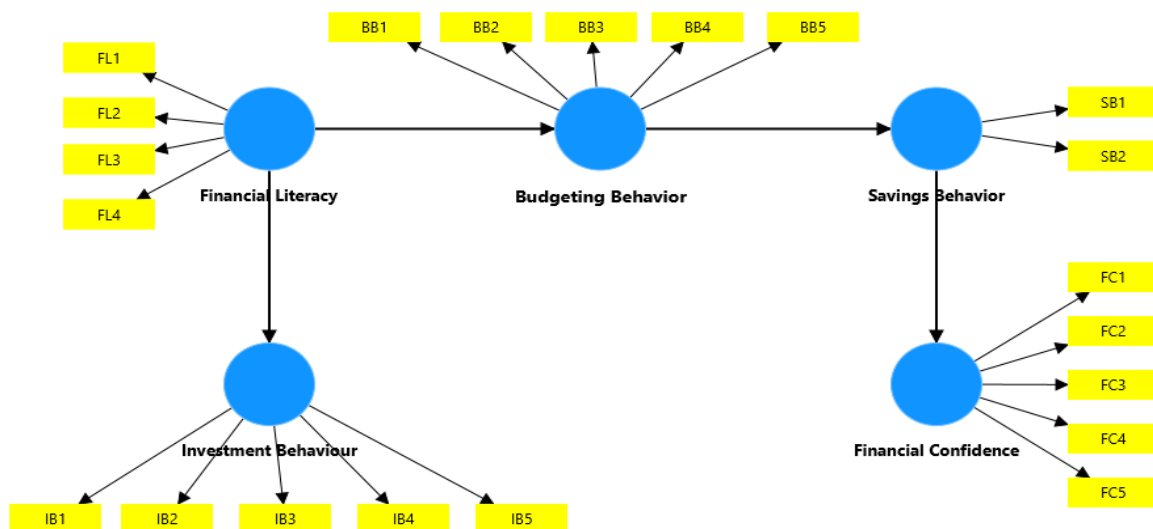 BB1
BB2
BB3
BB4
BB5
FL1
FL2
FL3
FL4
SB1
SB2
Financial Literacy
Budgeting Behavior
Savings Behavior
FC1
FC2
FC3
FC4
FC5
Investment Behaviour
Financial Confidence
IB1
IB2
IB3
IB4
IB5